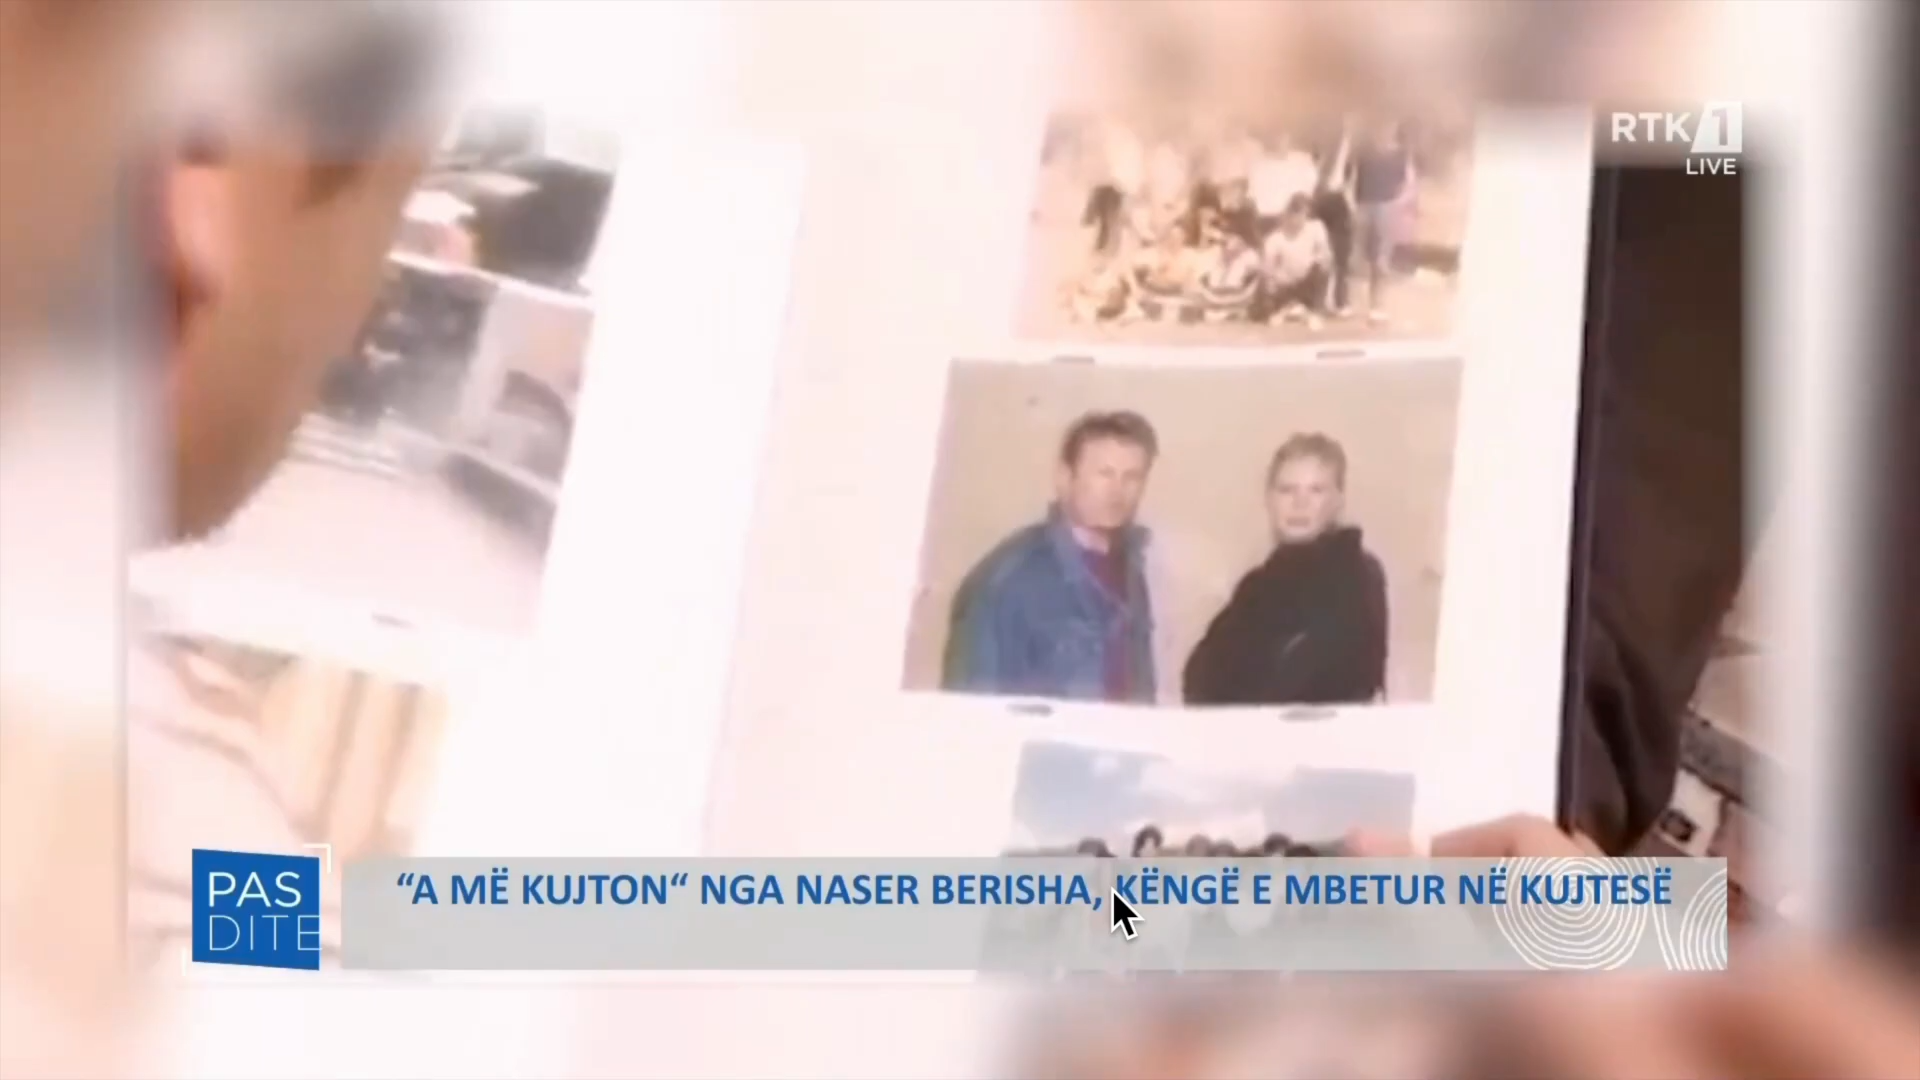 RTK 1
LIVE
PAS
DITE
“A MË KUJTON“ NGA NASER BERISHA, KËNGË E MBETUR NË KUJTESË